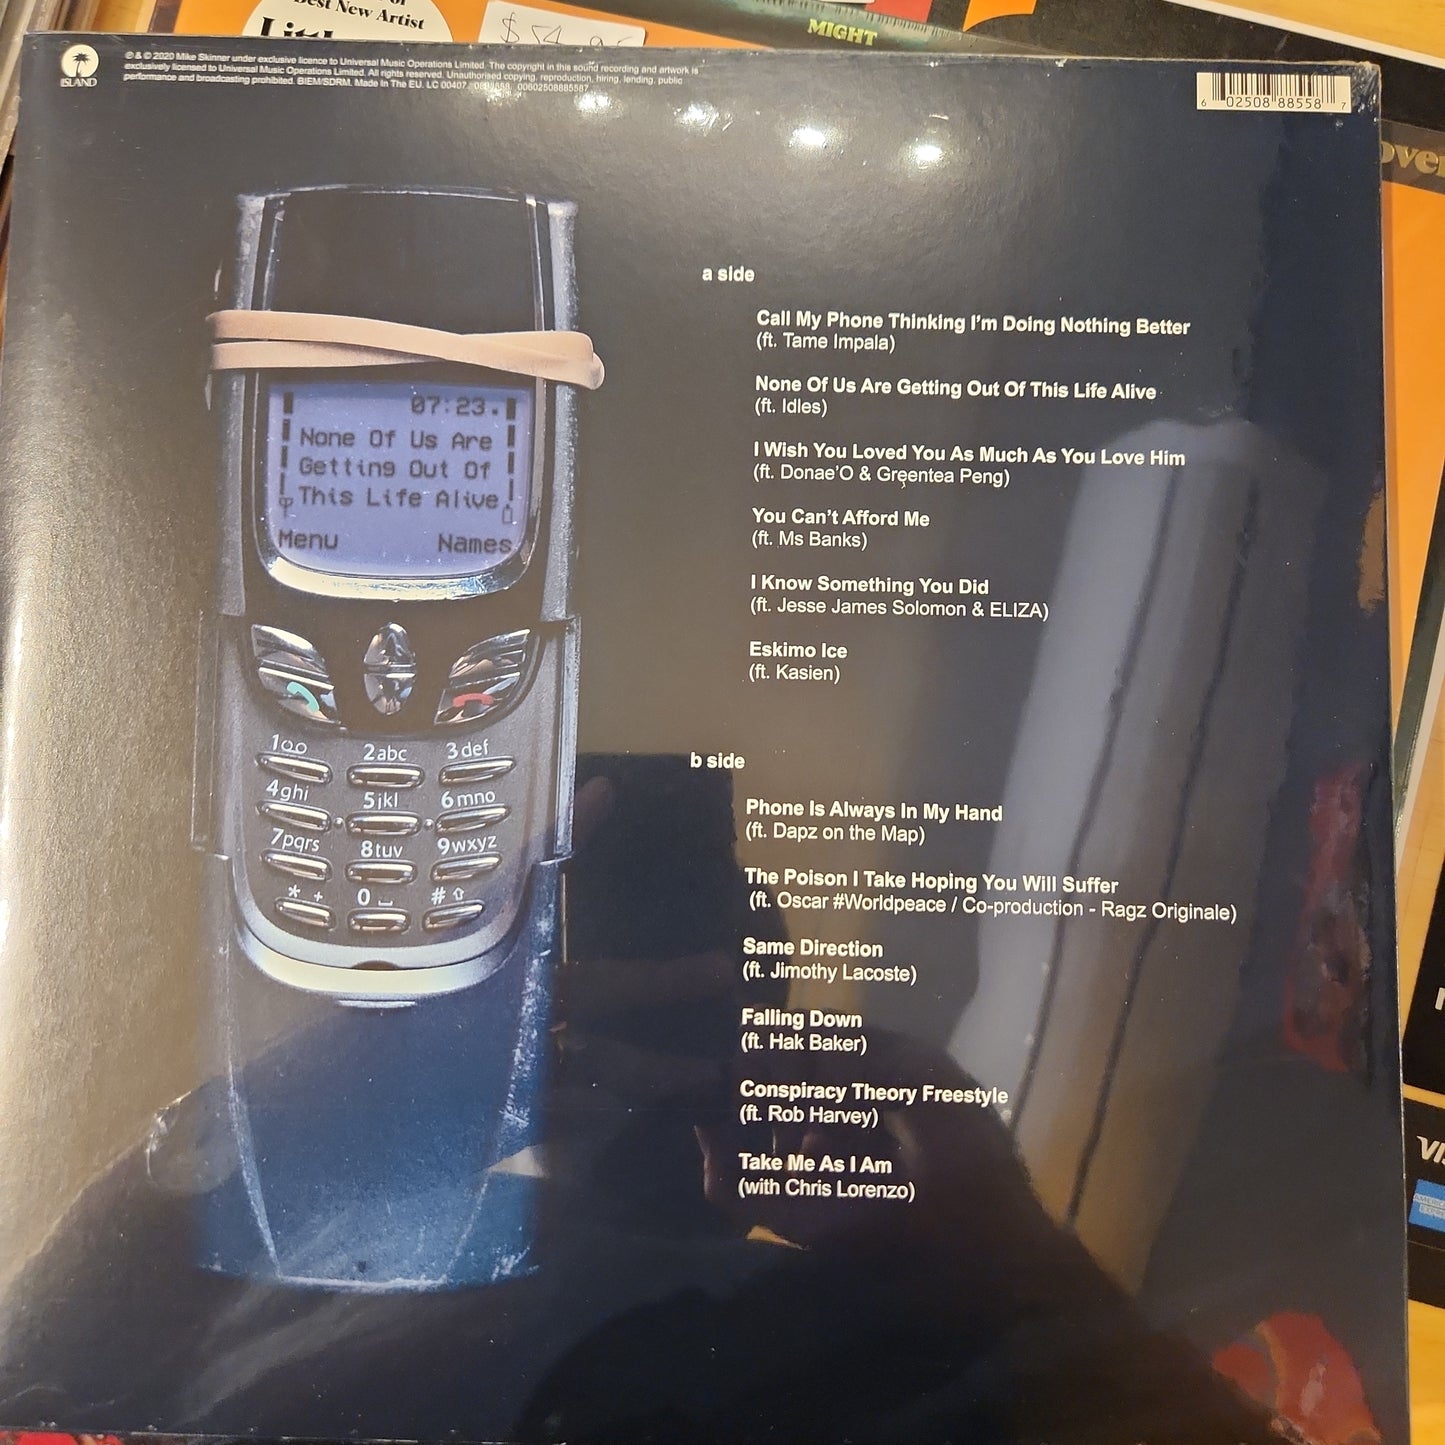 Best New Artist
$ 54.95
MIGHT
ISLAND
℗ & © 2020 Mike Skinner under exclusive licence to Universal Music Operations Limited. The copyright in this sound recording and artwork is
exclusively licensed to Universal Music Operations Limited. All rights reserved. Unauthorised copying, reproduction, hiring, lending, public
performance and broadcasting prohibited. BIEM/SDRM. Made In The EU. LC 00407. 00602508885587
6 02508 88558 7
a side
Call My Phone Thinking I'm Doing Nothing Better
(ft. Tame Impala)
None Of Us Are Getting Out Of This Life Alive
(ft. Idles)
I Wish You Loved You As Much As You Love Him
(ft. Donae'O & Greentea Peng)
You Can't Afford Me
(ft. Ms Banks)
I Know Something You Did
(ft. Jesse James Solomon & ELIZA)
Eskimo Ice
(ft. Kasien)
b side
Phone Is Always In My Hand
(ft. Dapz on the Map)
The Poison I Take Hoping You Will Suffer
(ft. Oscar #Worldpeace / Co-production - Ragz Originale)
Same Direction
(ft. Jimothy Lacoste)
Falling Down
(ft. Hak Baker)
Conspiracy Theory Freestyle
(ft. Rob Harvey)
Take Me As I Am
(with Chris Lorenzo)
07:23.
None Of Us Are
Getting Out Of
This Life Alive
Menu Names
1 2abc 3def
4ghi 5jkl 6mno
7pqrs 8tuv 9wxyz
* + 0 #